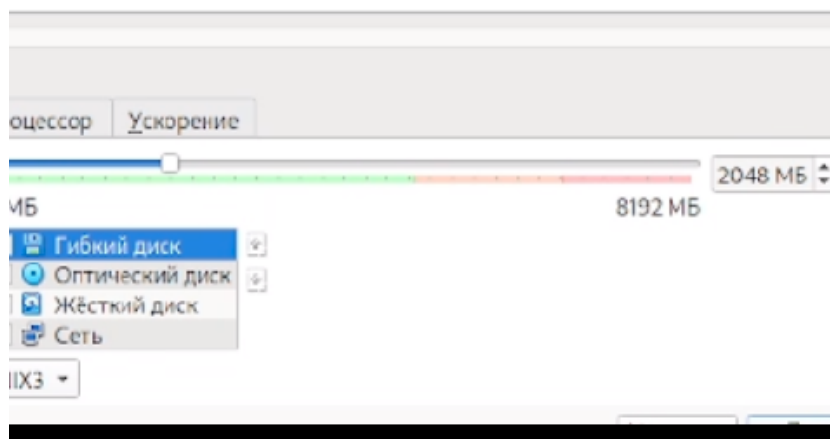 оцессор Ускорение
2048 МБ
МБ 8192 МБ
Гибкий диск
Оптический диск
Жёсткий диск
Сеть
IIX3